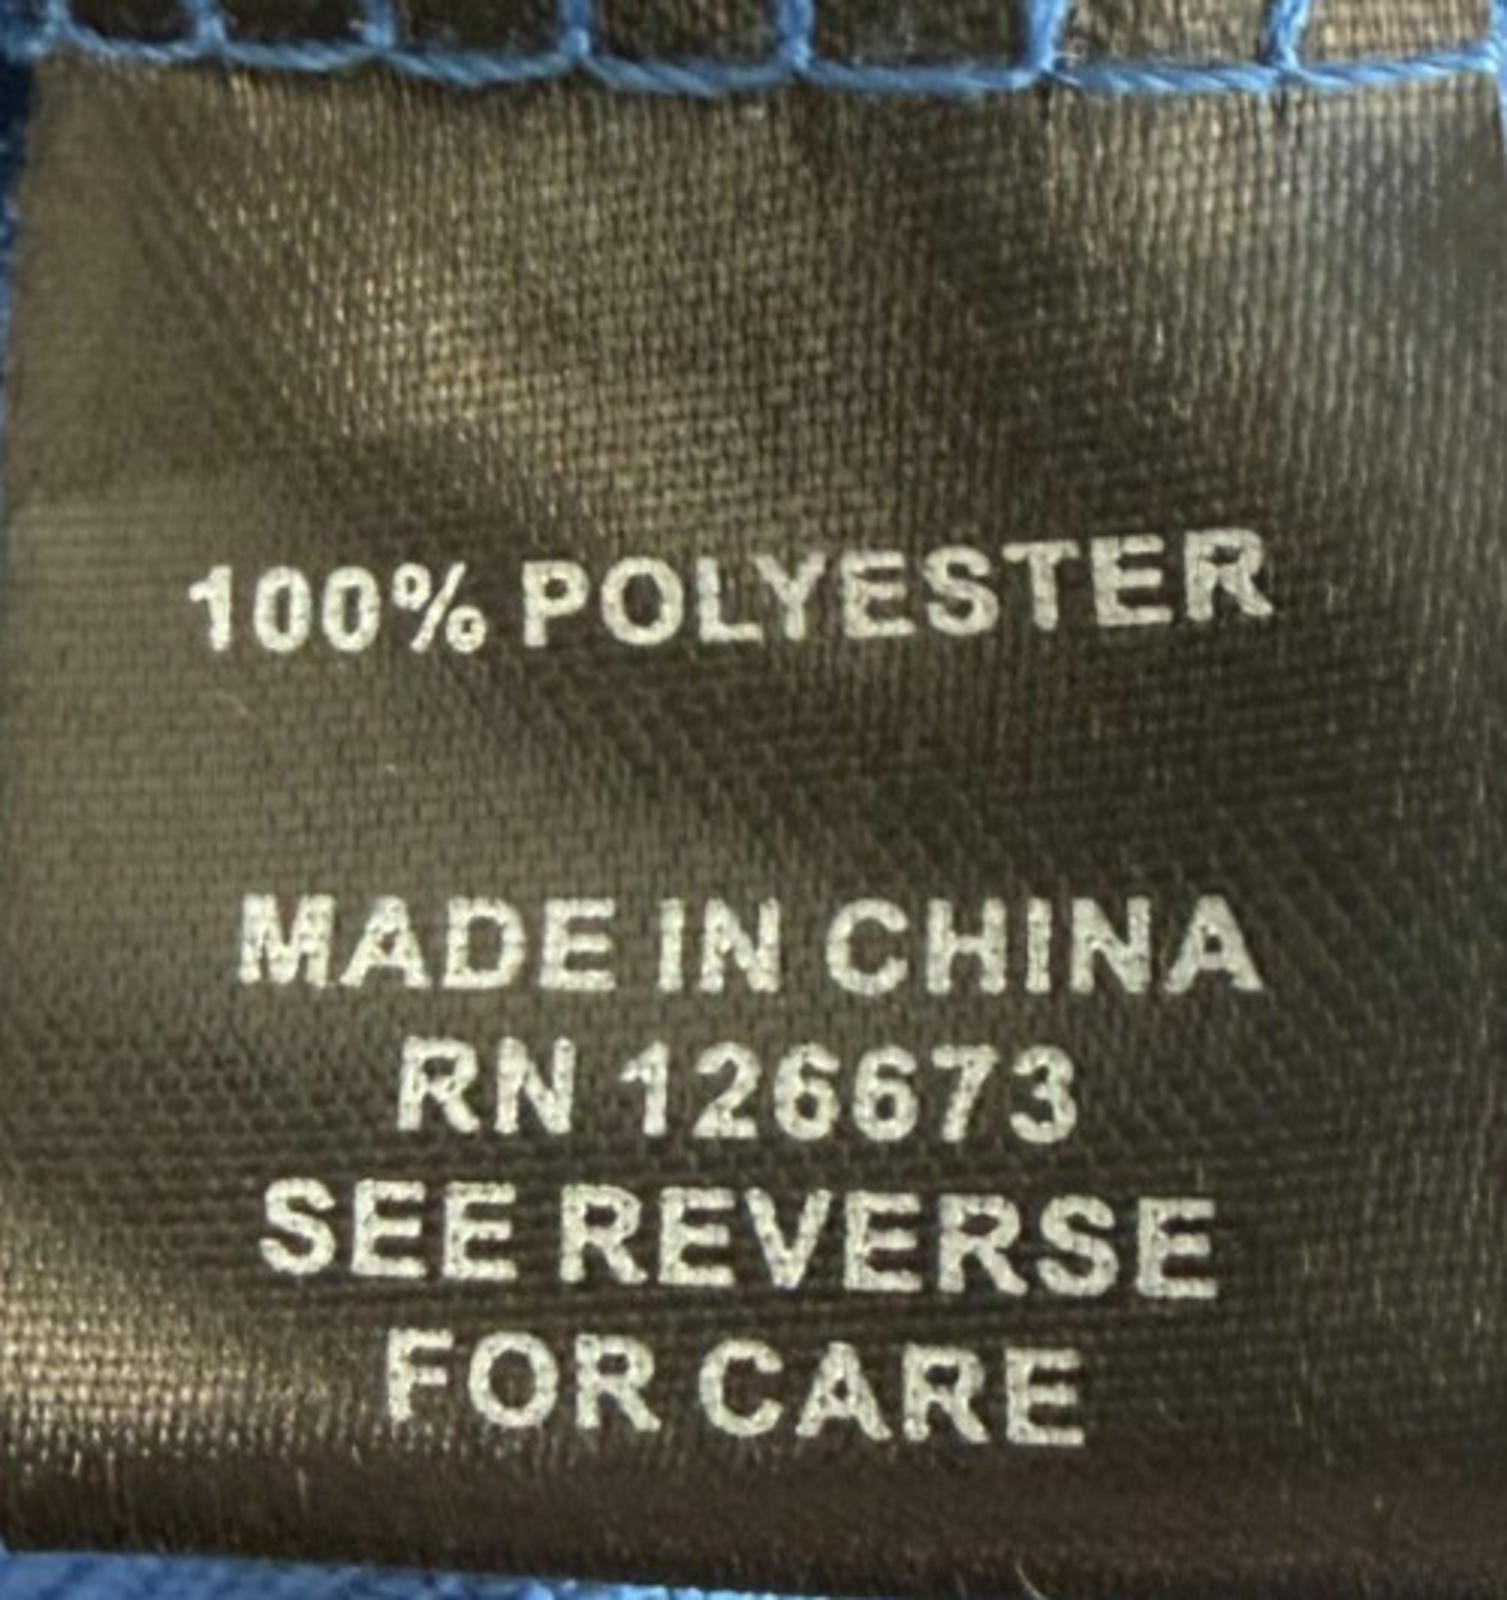 100% POLYESTER
MADE IN CHINA
RN 126673
SEE REVERSE
FOR CARE